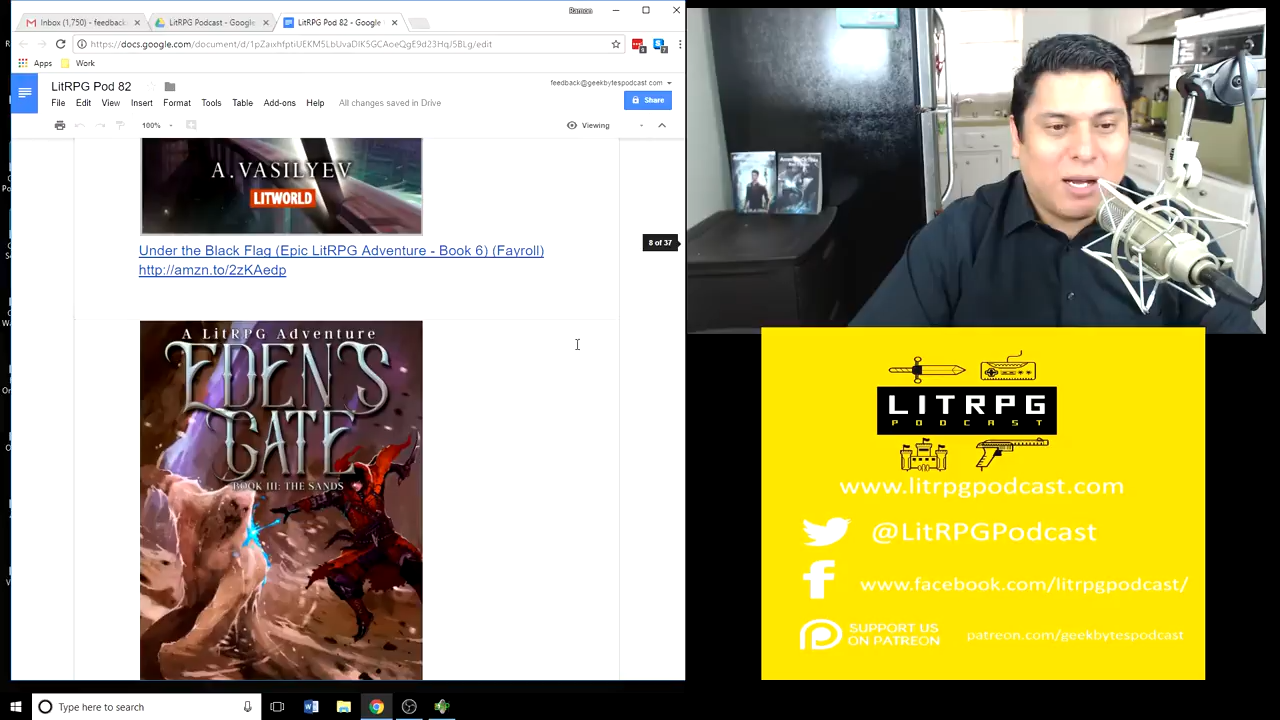 Ramon
Inbox (1,750) - feedback
LitRPG Podcast - Google
LitRPG Pod 82 - Google
https://docs.google.com/document/d/1pZaixhfptiUEKM5LbUvaDIK5GCAoeQgE9d23HqJ5BLg/edit
Apps
Work
LitRPG Pod 82
feedback@geekbytespodcast.com
File Edit View Insert Format Tools Table Add-ons Help All changes saved in Drive
Share
100%
Viewing
A. VASILYEV
LITWORLD
Under the Black Flag (Epic LitRPG Adventure - Book 6) (Fayroll)
http://amzn.to/2zKAedp
8 of 37
A LitRPG Adventure
EDEN'S
GATE
BOOK III: THE SANDS
Type here to search
LITRPG
PODCAST
www.litrpgpodcast.com
@LitRPGPodcast
www.facebook.com/litrpgpodcast/
SUPPORT US
ON PATREON
patreon.com/geekbytespodcast